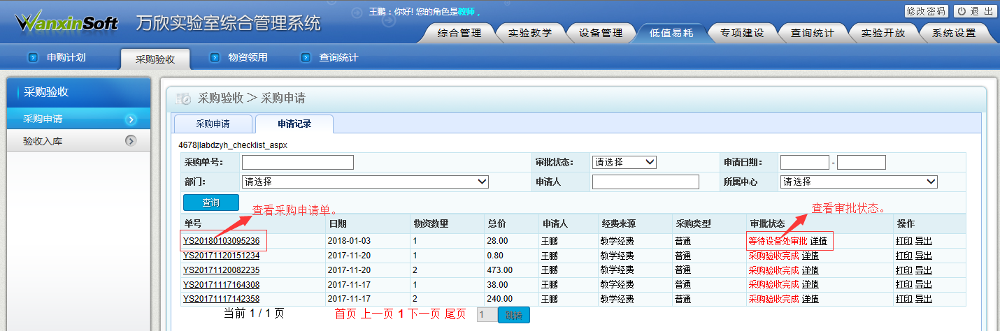 WanxinSoft 万欣实验室综合管理系统
王鹏：你好! 您的角色是教师，
修改密码 退 出
综合管理 实验教学 设备管理 低值易耗 专项建设 查询统计 实验开放 系统设置
申购计划 采购验收 物资领用 查询统计
采购验收
采购申请
验收入库
采购验收 > 采购申请
采购申请 申请记录
4678|labdzyh_checklist_aspx
采购单号： 审批状态： 请选择 申请日期： -
部门： 请选择 申请人 所属中心 请选择
查询 查看采购申请单。 查看审批状态。
单号 日期 物资数量 总价 申请人 经费来源 采购类型 审批状态 操作
YS20180103095236 2018-01-03 1 28.00 王鹏 教学经费 普通 等待设备处审批 详情 打印 导出
YS20171120151234 2017-11-20 1 0.80 王鹏 教学经费 普通 采购验收完成 详情 打印 导出
YS20171120082235 2017-11-20 2 473.00 王鹏 教学经费 普通 采购验收完成 详情 打印 导出
YS20171117164308 2017-11-17 1 38.00 王鹏 教学经费 普通 采购验收完成 详情 打印 导出
YS20171117142358 2017-11-17 2 240.00 王鹏 教学经费 普通 采购验收完成 详情 打印 导出
当前 1 / 1 页 首页 上一页 1 下一页 尾页 1 跳转